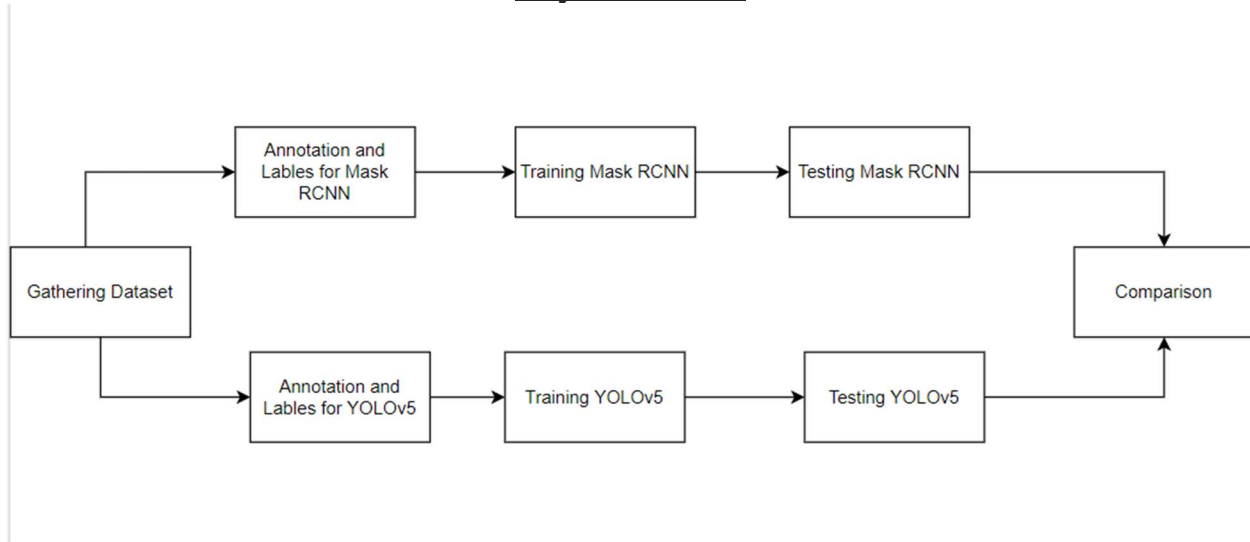 Annotation and
Lables for Mask
RCNN
Training Mask RCNN
Testing Mask RCNN
Gathering Dataset
Comparison
Annotation and
Lables for YOLOv5
Training YOLOv5
Testing YOLOv5